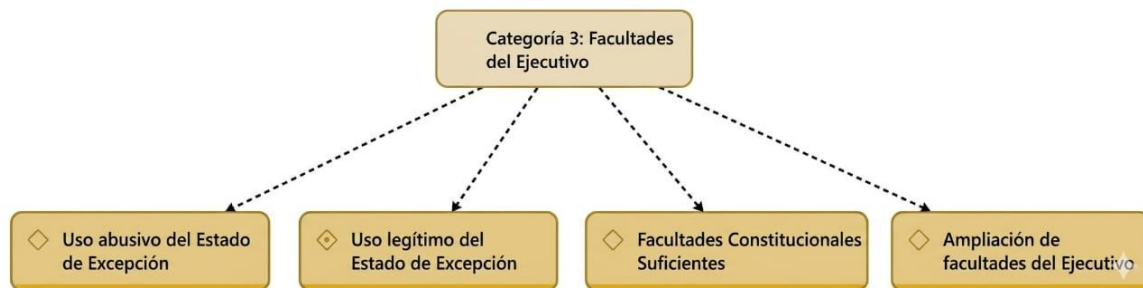 Categoría 3: Facultades
del Ejecutivo
Uso abusivo del Estado
de Excepción
Uso legítimo del
Estado de Excepción
Facultades Constitucionales
Suficientes
Ampliación de
facultades del Ejecutivo